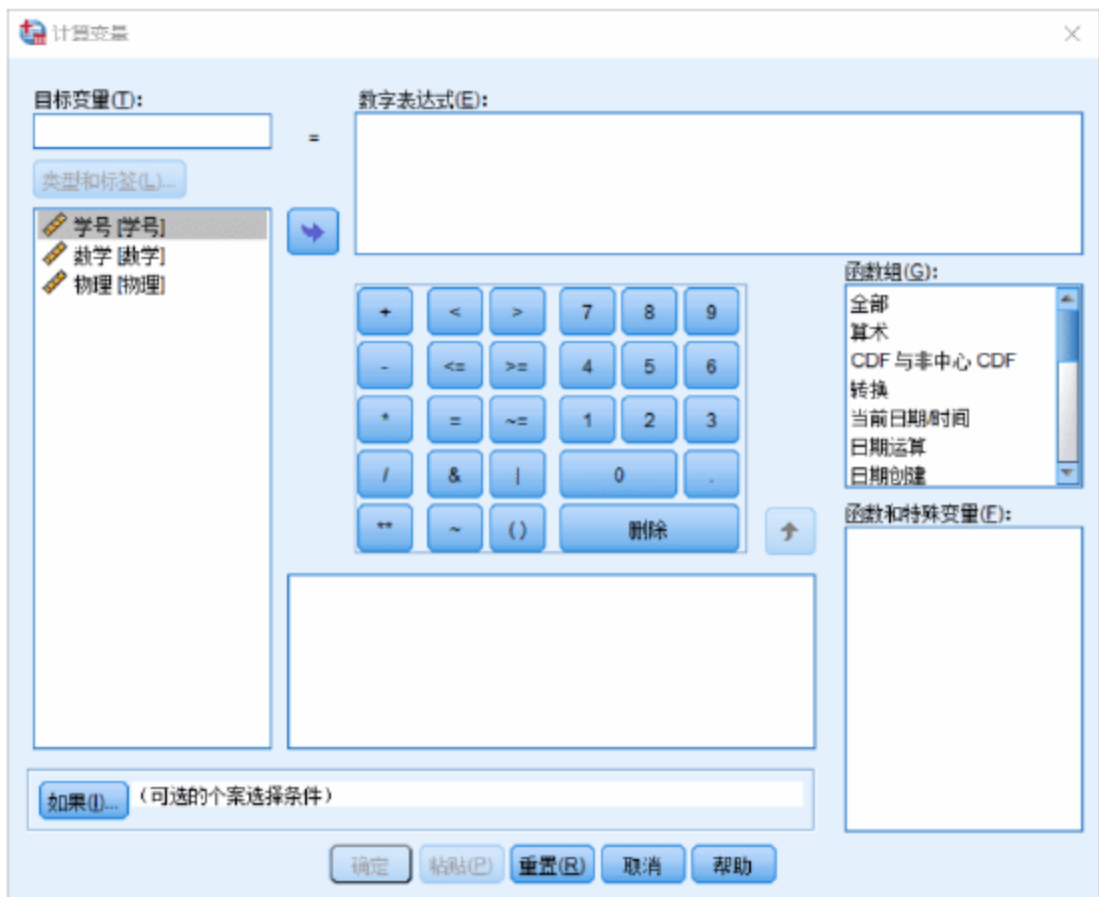 计算变量
目标变量(T):
=
数字表达式(E):
类型和标签(L)...
学号 [学号]
数学 [数学]
物理 [物理]
+ < > 7 8 9
- <= >= 4 5 6
* = ~= 1 2 3
/ & | 0 .
** ~ ( ) 删除
函数组(G):
全部
算术
CDF 与非中心 CDF
转换
当前日期/时间
日期运算
日期创建
函数和特殊变量(F):
如果(I)... (可选的个案选择条件)
确定 粘贴(P) 重置(R) 取消 帮助